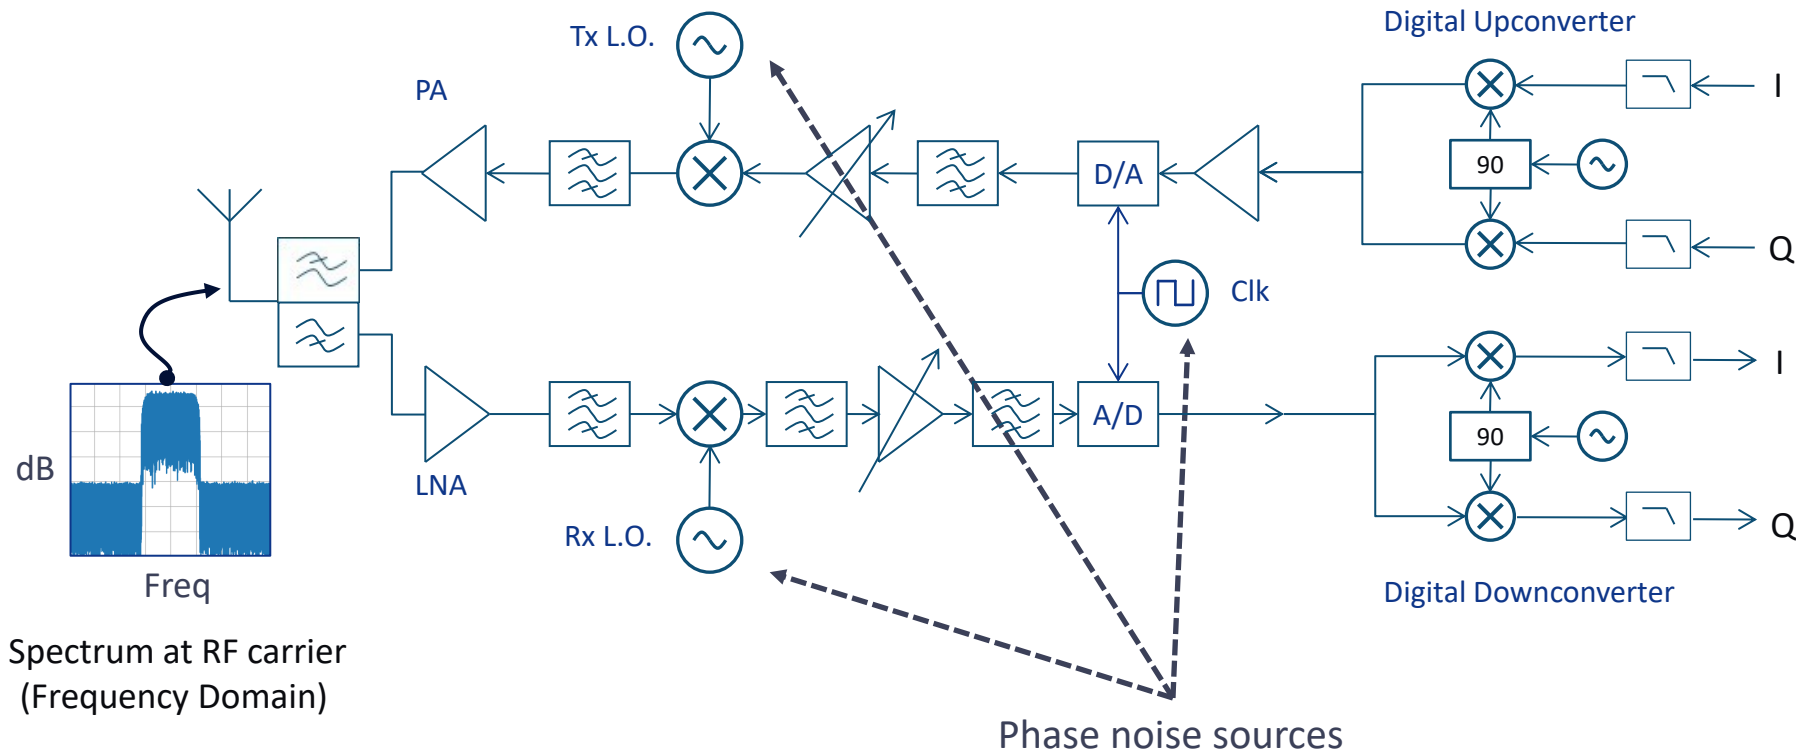 Digital Upconverter
Tx L.O.
PA
I
D/A
90
Q
Clk
I
A/D
90
dB
LNA
Rx L.O.
Q
Freq
Digital Downconverter
Spectrum at RF carrier
(Frequency Domain)
Phase noise sources